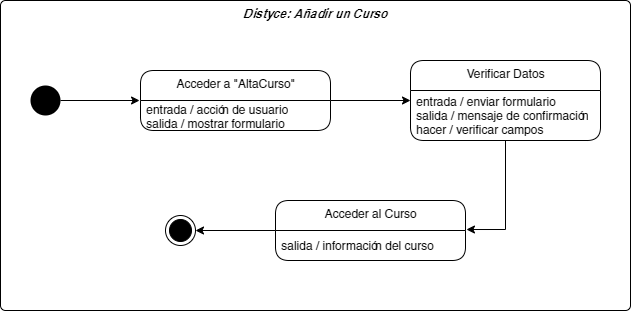 Distyce: Añadir un Curso
Acceder a "AltaCurso"
entrada / acción de usuario
salida / mostrar formulario
Verificar Datos
entrada / enviar formulario
salida / mensaje de confirmación
hacer / verificar campos
Acceder al Curso
salida / información del curso